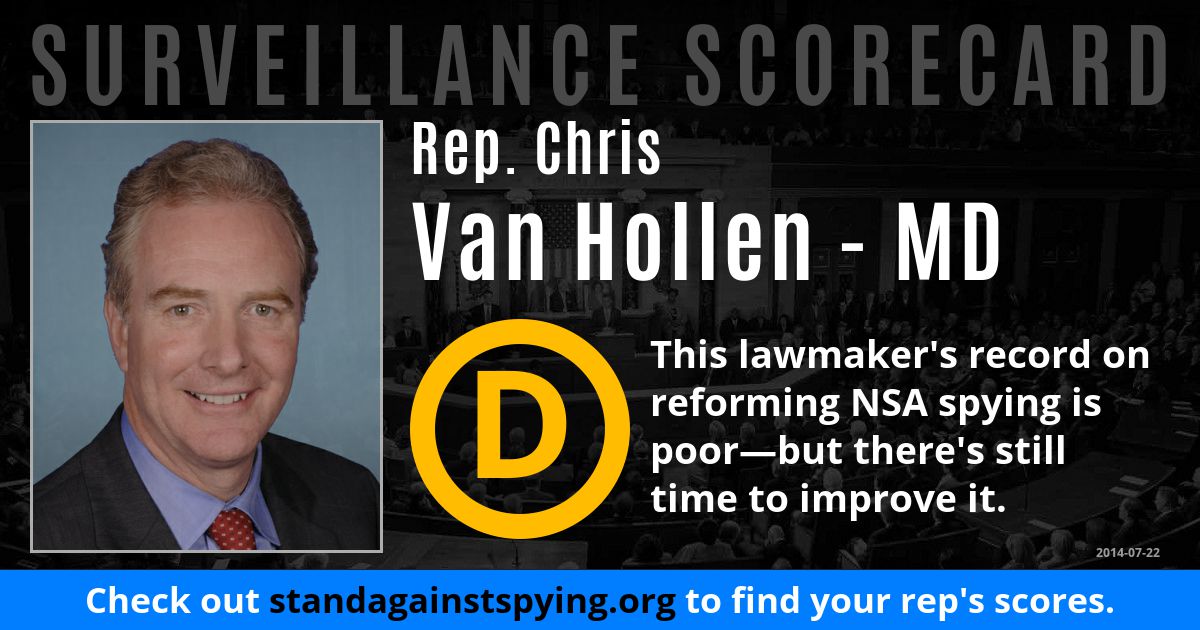 SURVEILLANCE SCORECARD
Rep. Chris
Van Hollen - MD
D
This lawmaker's record on
reforming NSA spying is
poor—but there's still
time to improve it.
2014-07-22
Check out standagainstspying.org to find your rep's scores.